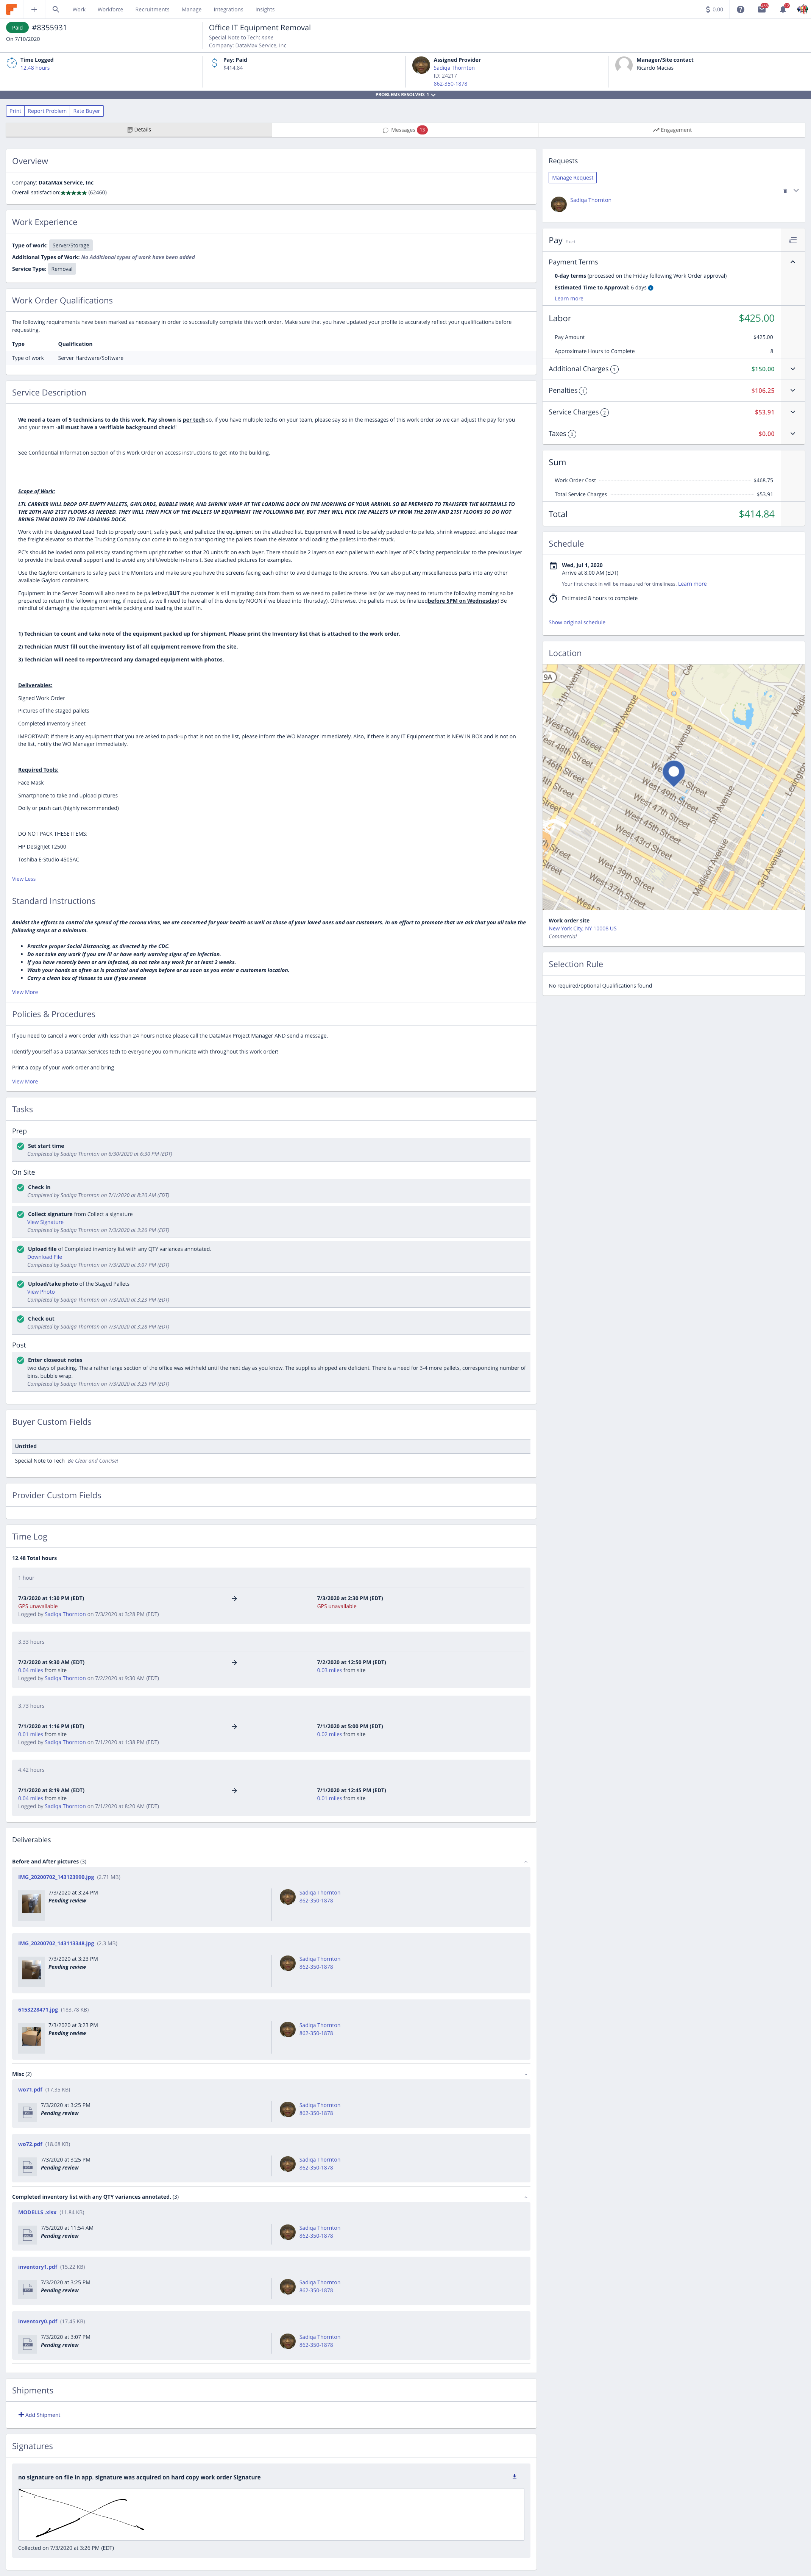 Work Workforce Recruitments Manage Integrations Insights
0.00
Paid #8355931
On 7/10/2020
Office IT Equipment Removal
Special Note to Tech: none
Company: DataMax Service, Inc
Time Logged
12.48 hours
Pay: Paid
$414.84
Assigned Provider
Sadiqa Thornton
ID: 24217
862-350-1878
Manager/Site contact
Ricardo Macias
PROBLEMS RESOLVED: 1
Print Report Problem Rate Buyer
Details
Messages 13
Engagement
Overview
Company: DataMax Service, Inc
Overall satisfaction: (62460)
Work Experience
Type of work: Server/Storage
Additional Types of Work: No Additional types of work have been added
Service Type: Removal
Work Order Qualifications
The following requirements have been marked as necessary in order to successfully complete this work order. Make sure that you have updated your profile to accurately reflect your qualifications before
requesting.
Type Qualification
Type of work Server Hardware/Software
Service Description
We need a team of 5 technicians to do this work. Pay shown is per tech so, if you have multiple techs on your team, please say so in the messages of this work order so we can adjust the pay for you
and your team -all must have a verifiable background check!!
See Confidential Information Section of this Work Order on access instructions to get into the building.
Scope of Work:
LTL CARRIER WILL DROP OFF EMPTY PALLETS, GAYLORDS, BUBBLE WRAP, AND SHRINK WRAP AT THE LOADING DOCK ON THE MORNING OF YOUR ARRIVAL SO BE PREPARED TO TRANSFER THE MATERIALS TO
THE 20TH AND 21ST FLOORS AS NEEDED. THEY WILL THEN PICK UP THE PALLETS UP EQUIPMENT THE FOLLOWING DAY, BUT THEY WILL PICK THE PALLETS UP FROM THE 20TH AND 21ST FLOORS SO DO NOT
BRING THEM DOWN TO THE LOADING DOCK.
Work with the designated Lead Tech to properly count, safely pack, and palletize the equipment on the attached list. Equipment will need to be safely packed onto pallets, shrink wrapped, and staged near
the freight elevator so that the Trucking Company can come in to begin transporting the pallets down the elevator and loading the pallets into their truck.
PC's should be loaded onto pallets by standing them upright rather so that 20 units fit on each layer. There should be 2 layers on each pallet with each layer of PCs facing perpendicular to the previous layer
to provide the best overall support and to avoid any shift/wobble in-transit. See attached pictures for examples.
Use the Gaylord containers to safely pack the Monitors and make sure you have the screens facing each other to avoid damage to the screens. You can also put any miscellaneous parts into any other
available Gaylord containers.
Equipment in the Server Room will also need to be palletized,BUT the customer is still migrating data from them so we may need to palletize these last (or we may need to return the following morning so be
prepared to return the following morning, if needed, as we'll need to have all of this done by NOON if we bleed into Thursday). Otherwise, the pallets must be finalizedbefore 5PM on Wednesday! Be
mindful of damaging the equipment while packing and loading the stuff in.
1) Technician to count and take note of the equipment packed up for shipment. Please print the Inventory list that is attached to the work order.
2) Technician MUST fill out the inventory list of all equipment remove from the site.
3) Technician will need to report/record any damaged equipment with photos.
Deliverables:
Signed Work Order
Pictures of the staged pallets
Completed Inventory Sheet
IMPORTANT: If there is any equipment that you are asked to pack-up that is not on the list, please inform the WO Manager immediately. Also, if there is any IT Equipment that is NEW IN BOX and is not on
the list, notify the WO Manager immediately.
Required Tools:
Face Mask
Smartphone to take and upload pictures
Dolly or push cart (highly recommended)
DO NOT PACK THESE ITEMS:
HP Designjet T2500
Toshiba E-Studio 4505AC
View Less
Standard Instructions
Amidst the efforts to control the spread of the corona virus, we are concerned for your health as well as those of your loved ones and our customers. In an effort to promote that we ask that you all take the
following steps at a minimum.
• Practice proper Social Distancing, as directed by the CDC.
• Do not take any work if you are ill or have early warning signs of an infection.
• If you have recently been or are infected, do not take any work for at least 2 weeks.
• Wash your hands as often as is practical and always before or as soon as you enter a customers location.
• Carry a clean box of tissues to use if you sneeze
View More
Policies & Procedures
If you need to cancel a work order with less than 24 hours notice please call the DataMax Project Manager AND send a message.
Identify yourself as a DataMax Services tech to everyone you communicate with throughout this work order!
Print a copy of your work order and bring
View More
Tasks
Prep
Set start time
Completed by Sadiqa Thornton on 6/30/2020 at 6:30 PM (EDT)
On Site
Check in
Completed by Sadiqa Thornton on 7/1/2020 at 8:20 AM (EDT)
Collect signature from Collect a signature
View Signature
Completed by Sadiqa Thornton on 7/3/2020 at 3:26 PM (EDT)
Upload file of Completed inventory list with any QTY variances annotated.
Download File
Completed by Sadiqa Thornton on 7/3/2020 at 3:07 PM (EDT)
Upload/take photo of the Staged Pallets
View Photo
Completed by Sadiqa Thornton on 7/3/2020 at 3:23 PM (EDT)
Check out
Completed by Sadiqa Thornton on 7/3/2020 at 3:28 PM (EDT)
Post
Enter closeout notes
two days of packing. The a rather large section of the office was withheld until the next day as you know. The supplies shipped are deficient. There is a need for 3-4 more pallets, corresponding number of
bins, bubble wrap.
Completed by Sadiqa Thornton on 7/3/2020 at 3:25 PM (EDT)
Buyer Custom Fields
Untitled
Special Note to Tech Be Clear and Concise!
Provider Custom Fields
Time Log
12.48 Total hours
1 hour
7/3/2020 at 1:30 PM (EDT) 7/3/2020 at 2:30 PM (EDT)
GPS unavailable GPS unavailable
Logged by Sadiqa Thornton on 7/3/2020 at 3:28 PM (EDT)
3.33 hours
7/2/2020 at 9:30 AM (EDT) 7/2/2020 at 12:50 PM (EDT)
0.04 miles from site 0.03 miles from site
Logged by Sadiqa Thornton on 7/2/2020 at 9:30 AM (EDT)
3.73 hours
7/1/2020 at 1:16 PM (EDT) 7/1/2020 at 5:00 PM (EDT)
0.01 miles from site 0.02 miles from site
Logged by Sadiqa Thornton on 7/1/2020 at 1:38 PM (EDT)
4.42 hours
7/1/2020 at 8:19 AM (EDT) 7/1/2020 at 12:45 PM (EDT)
0.04 miles from site 0.01 miles from site
Logged by Sadiqa Thornton on 7/1/2020 at 8:20 AM (EDT)
Deliverables
Before and After pictures (3)
IMG_20200702_143123990.jpg (2.71 MB)
7/3/2020 at 3:24 PM Sadiqa Thornton
Pending review 862-350-1878
IMG_20200702_143113348.jpg (2.3 MB)
7/3/2020 at 3:23 PM Sadiqa Thornton
Pending review 862-350-1878
6153228471.jpg (183.78 KB)
7/3/2020 at 3:23 PM Sadiqa Thornton
Pending review 862-350-1878
Misc (2)
wo71.pdf (17.35 KB)
7/3/2020 at 3:25 PM Sadiqa Thornton
Pending review 862-350-1878
wo72.pdf (18.68 KB)
7/3/2020 at 3:25 PM Sadiqa Thornton
Pending review 862-350-1878
Completed inventory list with any QTY variances annotated. (3)
MODELLS .xlsx (11.84 KB)
7/5/2020 at 11:54 AM Sadiqa Thornton
Pending review 862-350-1878
inventory1.pdf (15.22 KB)
7/3/2020 at 3:25 PM Sadiqa Thornton
Pending review 862-350-1878
inventory0.pdf (17.45 KB)
7/3/2020 at 3:07 PM Sadiqa Thornton
Pending review 862-350-1878
Shipments
Add Shipment
Signatures
no signature on file in app. signature was acquired on hard copy work order Signature
Collected on 7/3/2020 at 3:26 PM (EDT)
Requests
Manage Request
Sadiqa Thornton
Pay Fixed
Payment Terms
0-day terms (processed on the Friday following Work Order approval)
Estimated Time to Approval: 6 days
Learn more
Labor $425.00
Pay Amount $425.00
Approximate Hours to Complete 8
Additional Charges 1 $150.00
Penalties 1 $106.25
Service Charges 2 $53.91
Taxes 0 $0.00
Sum
Work Order Cost $468.75
Total Service Charges $53.91
Total $414.84
Schedule
Wed, Jul 1, 2020
Arrive at 8:00 AM (EDT)
Your first check in will be measured for timeliness. Learn more
Estimated 8 hours to complete
Show original schedule
Location
9A
11th Avenue
9th Avenue
7th Avenue
5th Avenue
Madison Avenue
3rd Avenue
West 50th Street
West 48th Street
West 49th Street
West 47th Street
West 46th Street
West 45th Street
West 43rd Street
West 39th Street
West 37th Street
Work order site
New York City, NY 10008 US
Commercial
Selection Rule
No required/optional Qualifications found